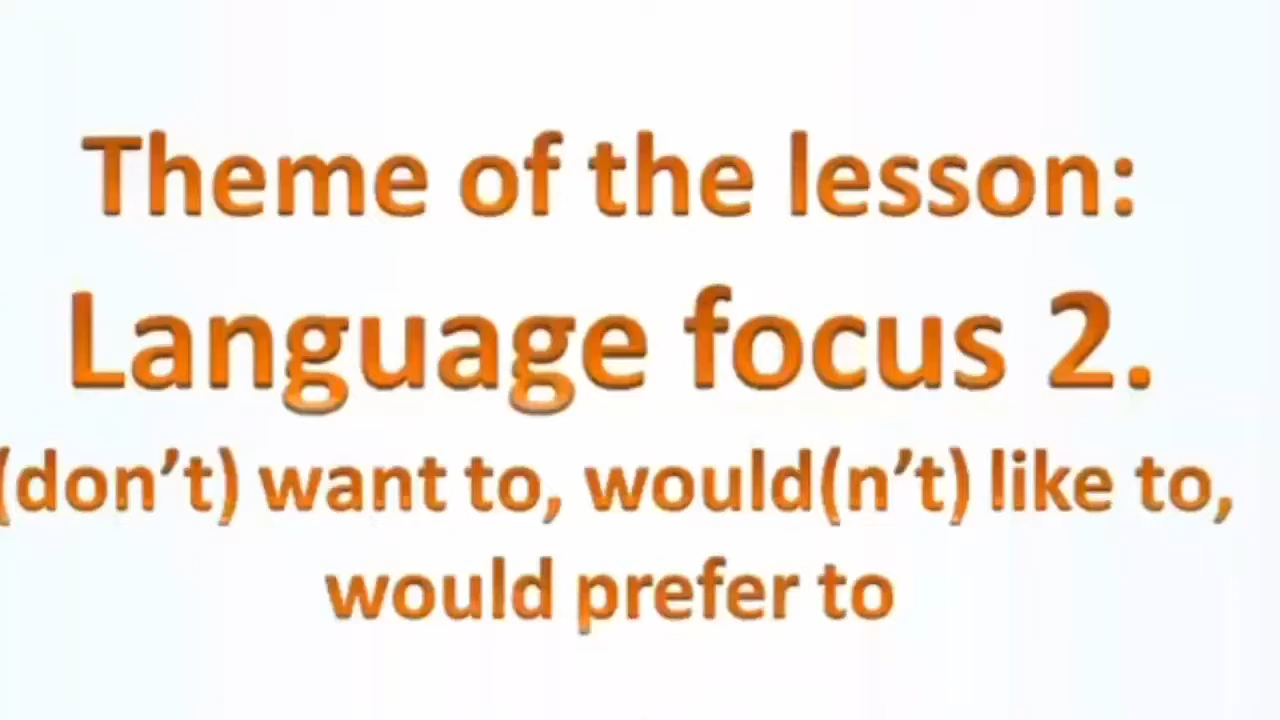 Theme of the lesson:
Language focus 2.
(don’t) want to, would(n’t) like to,
would prefer to